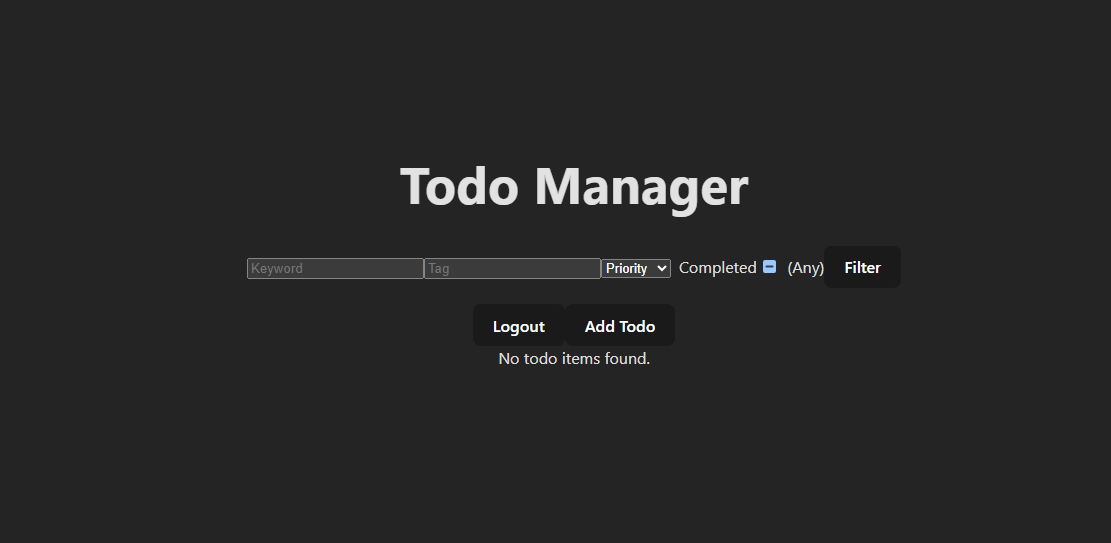 Todo Manager
Keyword Tag Priority Completed (Any) Filter
Logout Add Todo
No todo items found.